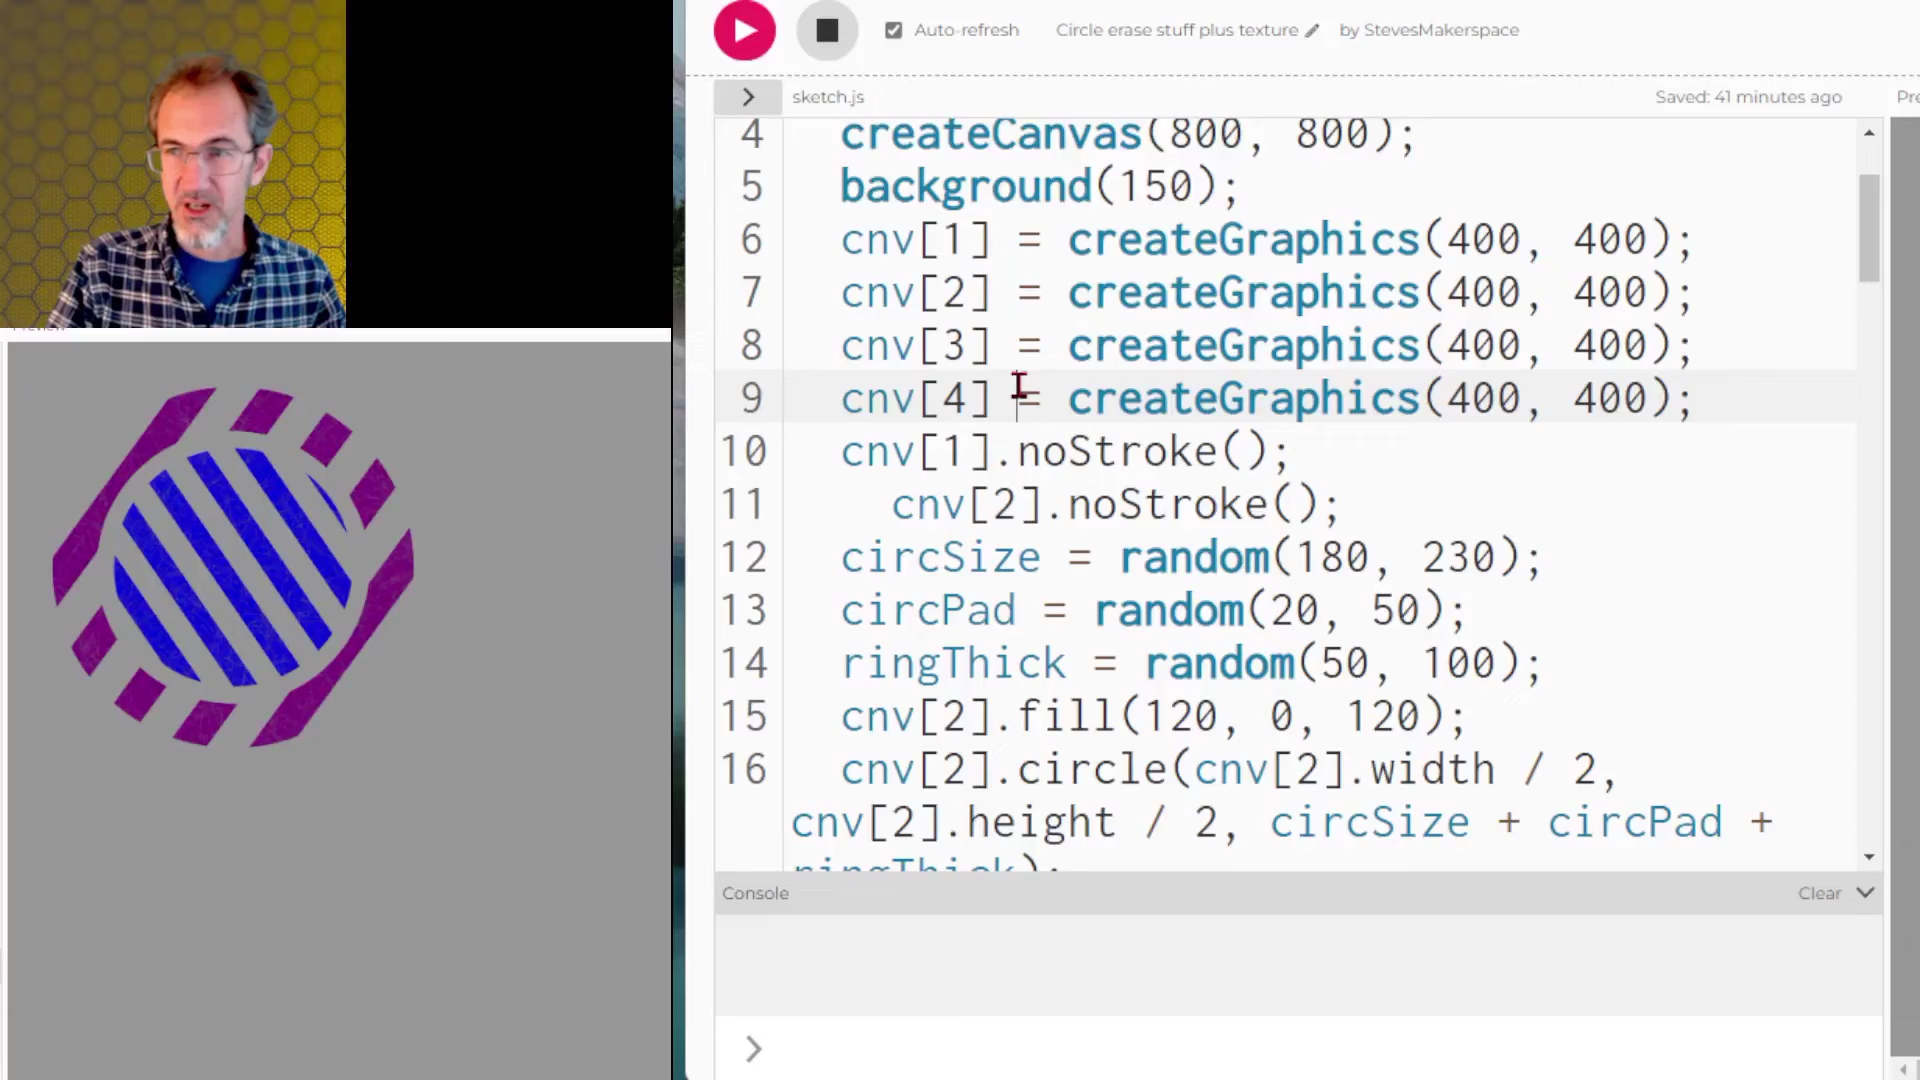 Auto-refresh
Circle erase stuff plus texture
by StevesMakerspace
sketch.js
Saved: 41 minutes ago
Pre
Preview
4 createCanvas(800, 800);
5 background(150);
6 cnv[1] = createGraphics(400, 400);
7 cnv[2] = createGraphics(400, 400);
8 cnv[3] = createGraphics(400, 400);
9 cnv[4] = createGraphics(400, 400);
10 cnv[1].noStroke();
11 cnv[2].noStroke();
12 circSize = random(180, 230);
13 circPad = random(20, 50);
14 ringThick = random(50, 100);
15 cnv[2].fill(120, 0, 120);
16 cnv[2].circle(cnv[2].width / 2,
cnv[2].height / 2, circSize + circPad +
ringThick);
Console
Clear